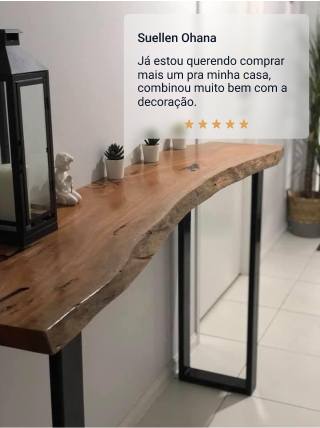 Suellen Ohana
Já estou querendo comprar
mais um pra minha casa,
combinou muito bem com a
decoração.